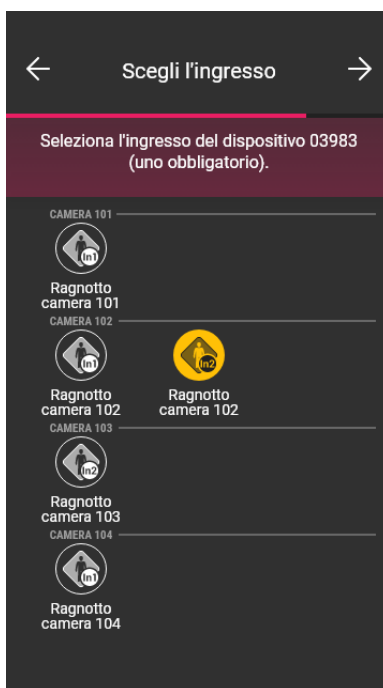 Scegli l'ingresso
Seleziona l'ingresso del dispositivo 03983
(uno obbligatorio).
CAMERA 101
In1
Ragnotto
camera 101
CAMERA 102
In1
In2
Ragnotto
camera 102
Ragnotto
camera 102
CAMERA 103
In2
Ragnotto
camera 103
CAMERA 104
In1
Ragnotto
camera 104